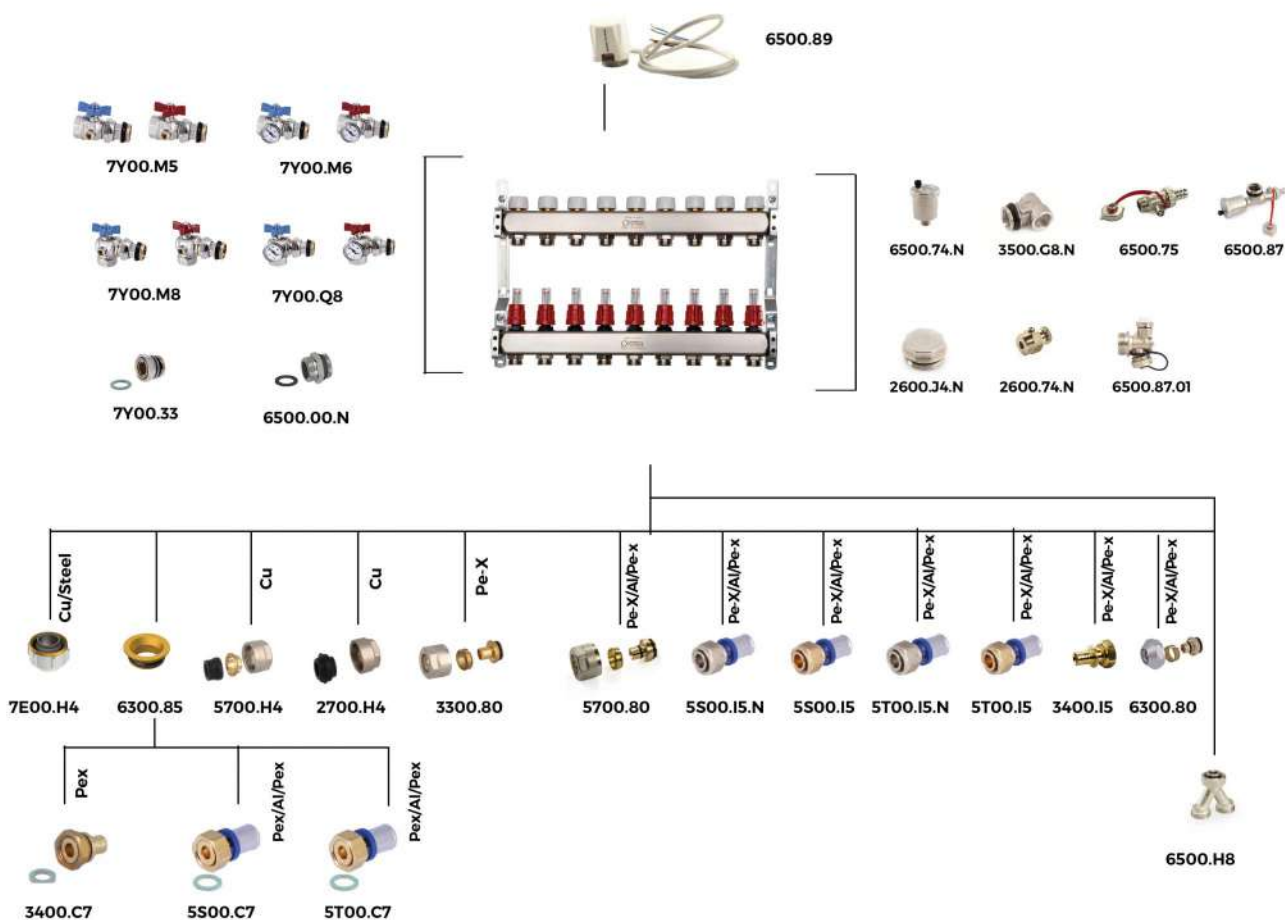 6500.89
7Y00.M5
7Y00.M6
7Y00.M8
7Y00.Q8
7Y00.33
6500.00.N
6500.74.N
3500.G8.N
6500.75
6500.87
2600.J4.N
2600.74.N
6500.87.01
Cu/Steel
Cu
Cu
Pe-X
Pe-X/Al/Pe-x
Pe-X/Al/Pe-x
Pe-X/Al/Pe-x
Pe-X/Al/Pe-x
Pe-X/Al/Pe-x
Pe-X/Al/Pe-x
Pe-X/Al/Pe-x
7E00.H4
6300.85
5700.H4
2700.H4
3300.80
5700.80
5S00.I5.N
5S00.I5
5T00.I5.N
5T00.I5
3400.I5
6300.80
Pex
Pex/Al/Pex
Pex/Al/Pex
3400.C7
5S00.C7
5T00.C7
6500.H8